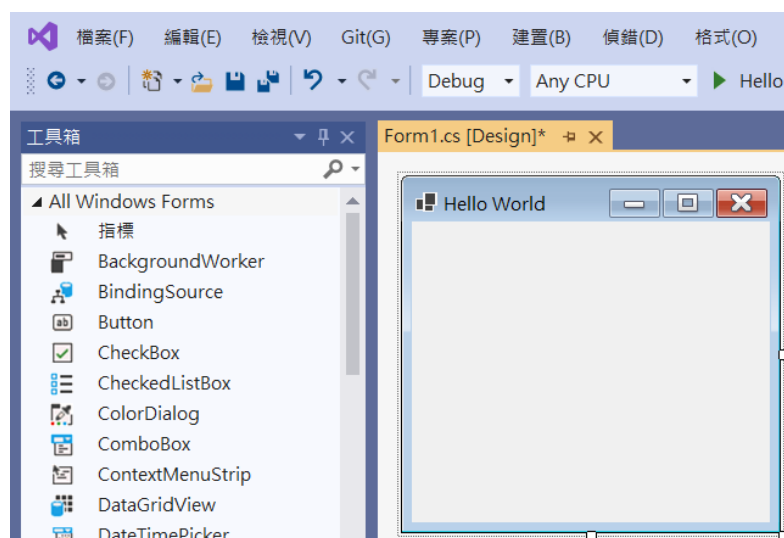 檔案(F) 編輯(E) 檢視(V) Git(G) 專案(P) 建置(B) 偵錯(D) 格式(O)
Debug Any CPU Hello
工具箱
Form1.cs [Design]*
搜尋工具箱
All Windows Forms
Hello World
指標
BackgroundWorker
BindingSource
Button
CheckBox
CheckedListBox
ColorDialog
ComboBox
ContextMenuStrip
DataGridView
DateTimePicker